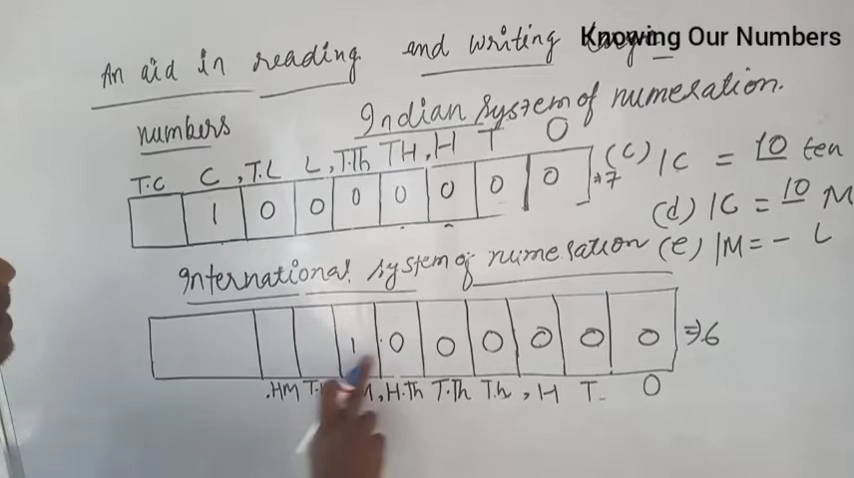 Knowing Our Numbers
An aid in reading and writing
numbers
Indian system of numeration.
T.C C, T.L L, T.Th TH, H T O
1 0 0 0 0 0 0 0 ⇒7
(c) 1C = 10 ten
(d) 1C = 10 M
(e) 1M = - L
International system of numeration
1 0 0 0 0 0 0 ⇒6
.HM M, H.Th T.Th Th, H T O